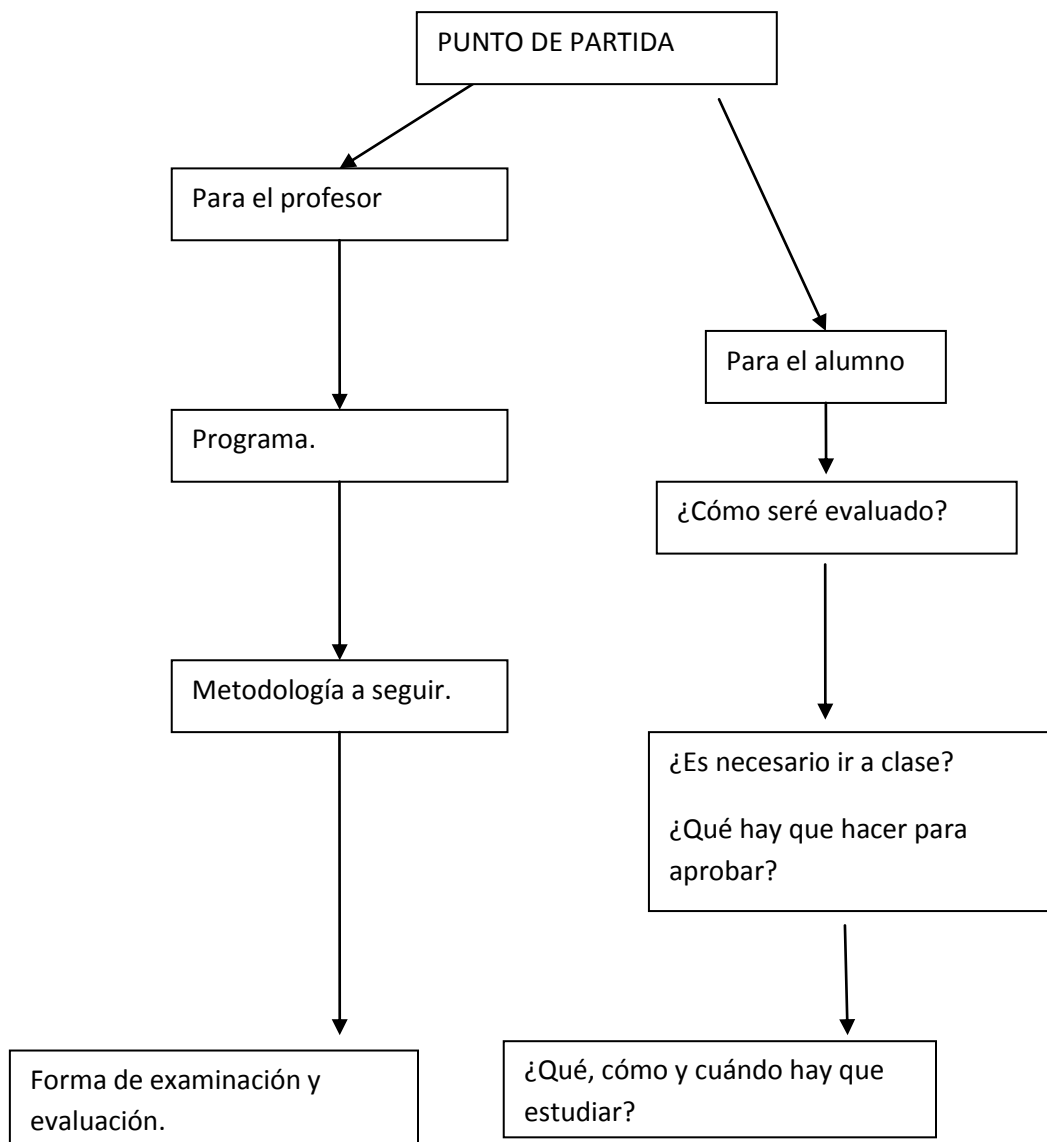 PUNTO DE PARTIDA
Para el profesor
Programa.
Metodología a seguir.
Forma de examinación y
evaluación.
Para el alumno
¿Cómo seré evaluado?
¿Es necesario ir a clase?
¿Qué hay que hacer para
aprobar?
¿Qué, cómo y cuándo hay que
estudiar?